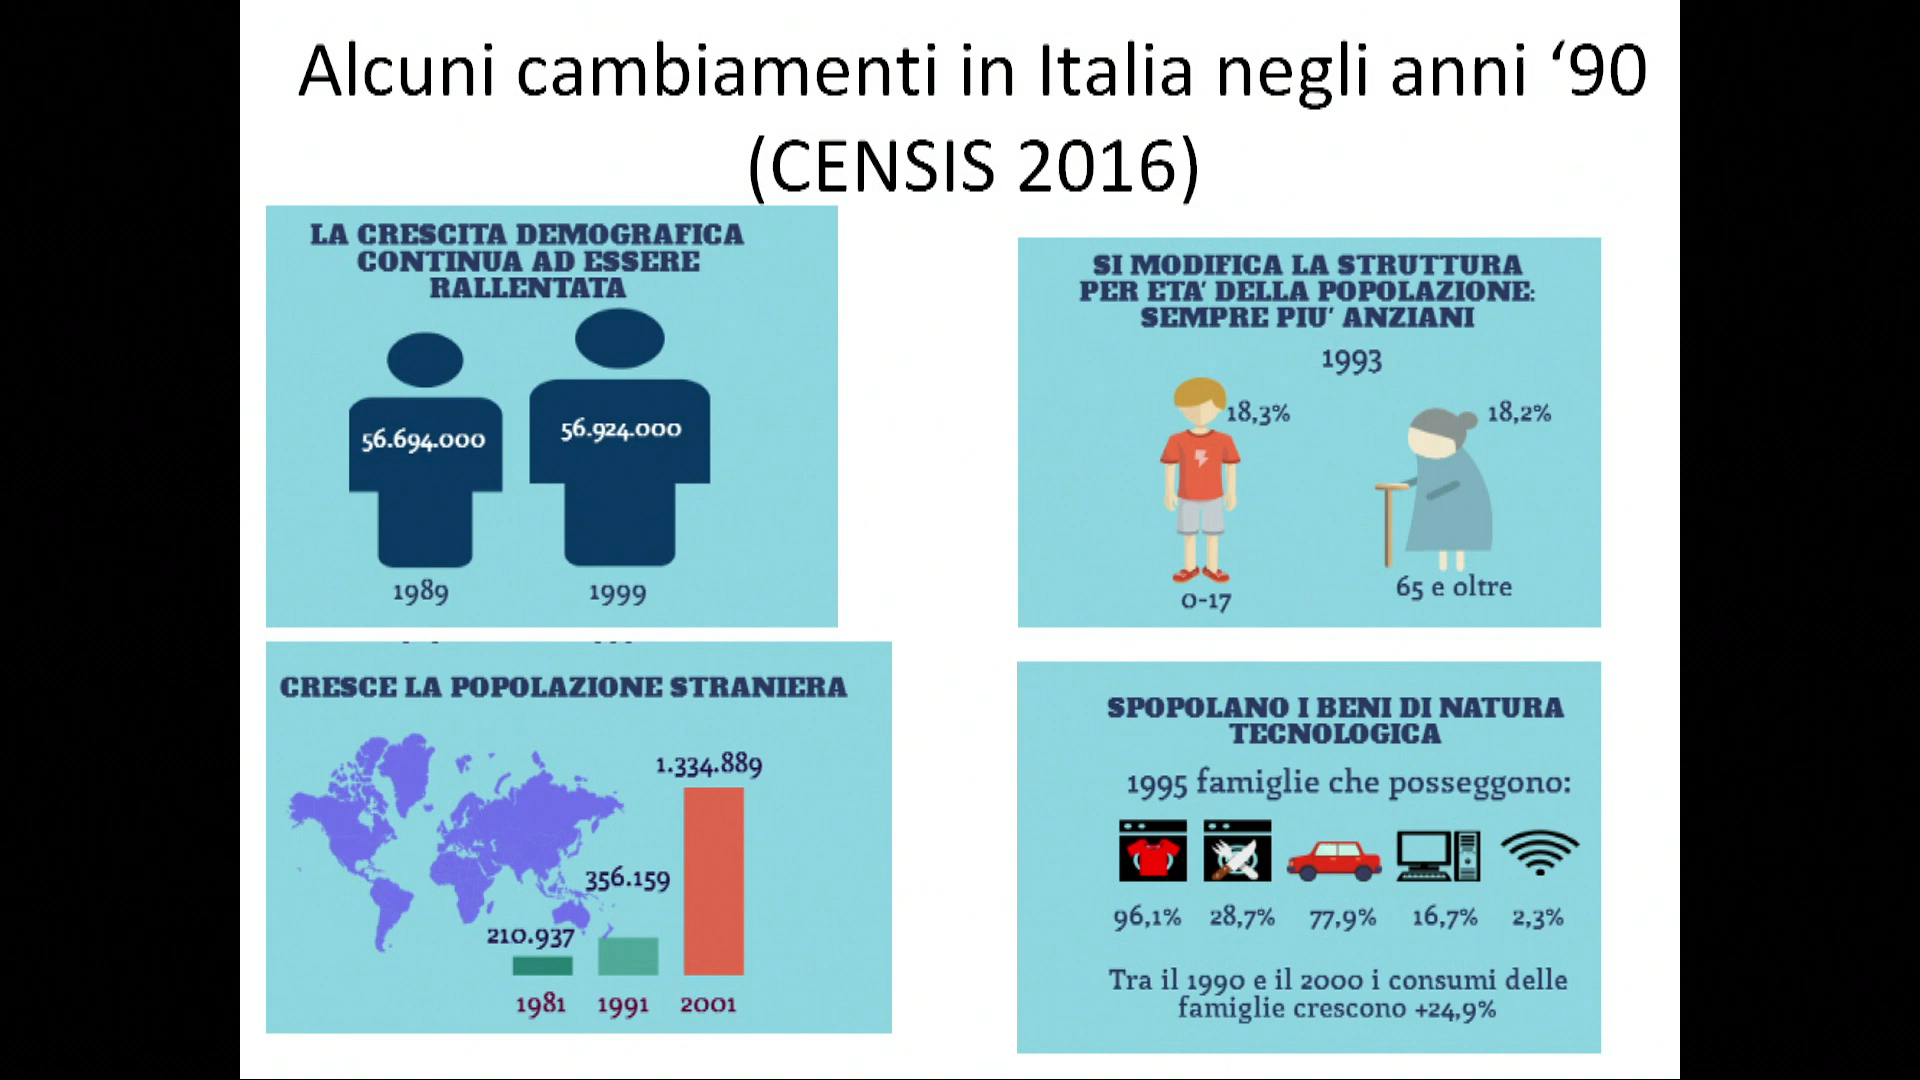 Alcuni cambiamenti in Italia negli anni ‘90
(CENSIS 2016)
LA CRESCITA DEMOGRAFICA
CONTINUA AD ESSERE
RALLENTATA
56.694.000
56.924.000
1989
1999
SI MODIFICA LA STRUTTURA
PER ETA' DELLA POPOLAZIONE:
SEMPRE PIU' ANZIANI
1993
18,3%
18,2%
0-17
65 e oltre
CRESCE LA POPOLAZIONE STRANIERA
1.334.889
356.159
210.937
1981 1991 2001
SPOPOLANO I BENI DI NATURA
TECNOLOGICA
1995 famiglie che posseggono:
96,1% 28,7% 77,9% 16,7% 2,3%
Tra il 1990 e il 2000 i consumi delle
famiglie crescono +24,9%